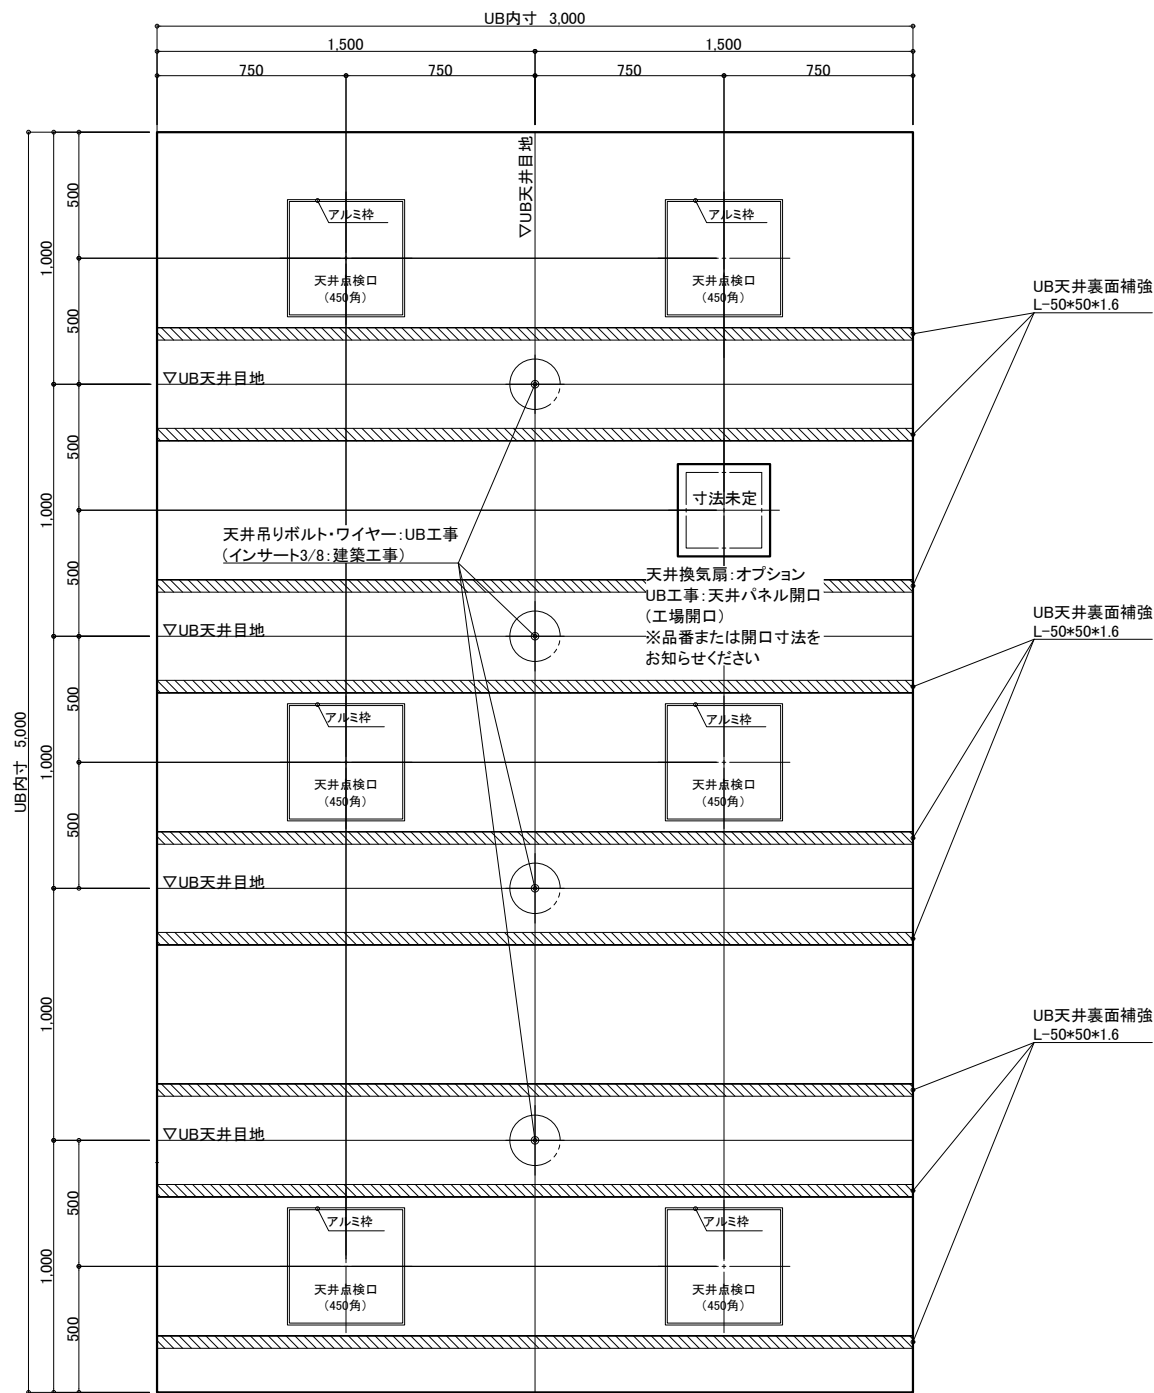 UB内寸 3,000
1,500
1,500
750
750
750
750
▽UB天井目地
500
1,000
500
アルミ枠
天井点検口
(450角)
アルミ枠
天井点検口
(450角)
UB天井裏面補強
L-50*50*1.6
▽UB天井目地
500
1,000
500
寸法未定
天井吊りボルト・ワイヤー:UB工事
(インサート3/8:建築工事)
天井換気扇:オプション
UB工事:天井パネル開口
(工場開口)
※品番または開口寸法を
お知らせください
▽UB天井目地
UB天井裏面補強
L-50*50*1.6
UB内寸 5,000
500
1,000
500
アルミ枠
天井点検口
(450角)
アルミ枠
天井点検口
(450角)
▽UB天井目地
1,000
UB天井裏面補強
L-50*50*1.6
▽UB天井目地
500
1,000
500
アルミ枠
天井点検口
(450角)
アルミ枠
天井点検口
(450角)